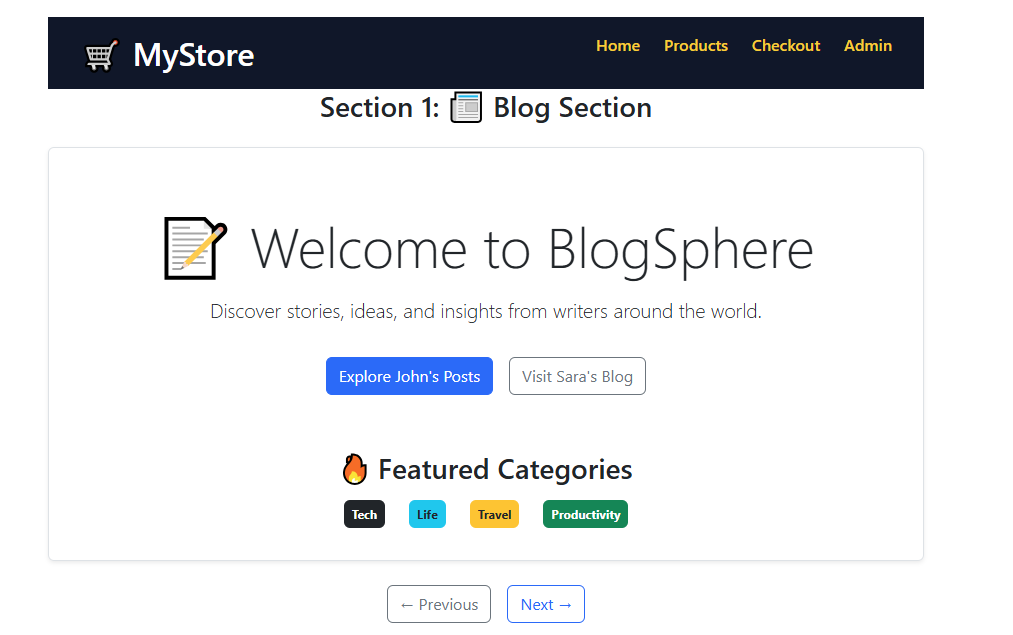 MyStore
Home Products Checkout Admin
Section 1: Blog Section
Welcome to BlogSphere
Discover stories, ideas, and insights from writers around the world.
Explore John's Posts Visit Sara's Blog
Featured Categories
Tech Life Travel Productivity
← Previous Next →